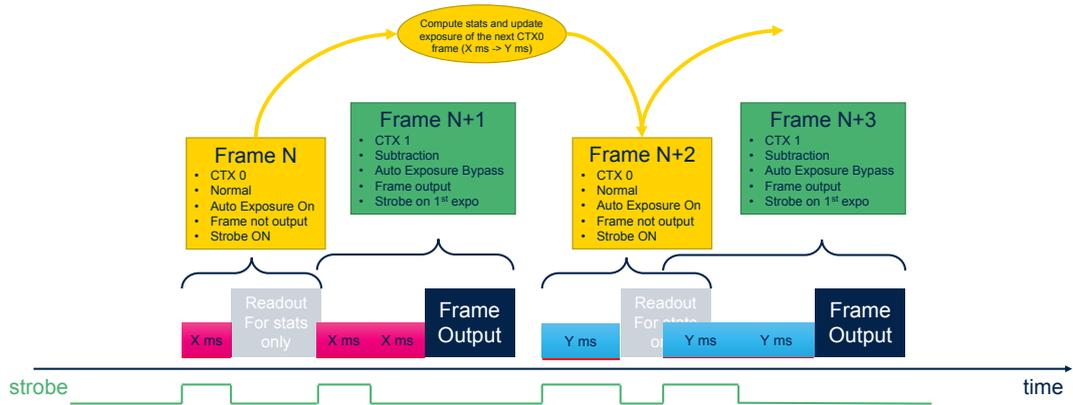 Compute stats and update
exposure of the next CTX0
frame (X ms -> Y ms)
Frame N
• CTX 0
• Normal
• Auto Exposure On
• Frame not output
• Strobe ON
Frame N+1
• CTX 1
• Subtraction
• Auto Exposure Bypass
• Frame output
• Strobe on 1st expo
Frame N+2
• CTX 0
• Normal
• Auto Exposure On
• Frame not output
• Strobe ON
Frame N+3
• CTX 1
• Subtraction
• Auto Exposure Bypass
• Frame output
• Strobe on 1st expo
X ms
Readout
For stats
only
X ms
X ms
Frame
Output
Y ms
Readout
For stats
Y ms
Y ms
Frame
Output
strobe
time